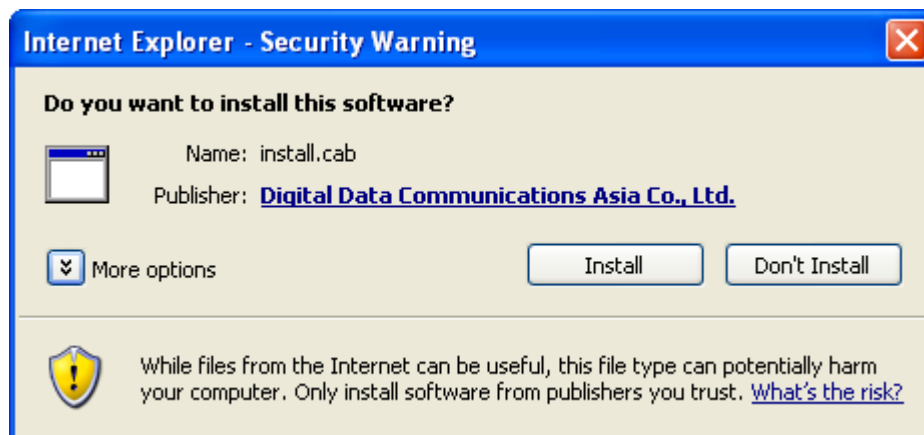 Internet Explorer - Security Warning
Do you want to install this software?
Name: install.cab
Publisher: Digital Data Communications Asia Co., Ltd.
More options
Install
Don't Install
While files from the Internet can be useful, this file type can potentially harm
your computer. Only install software from publishers you trust. What's the risk?